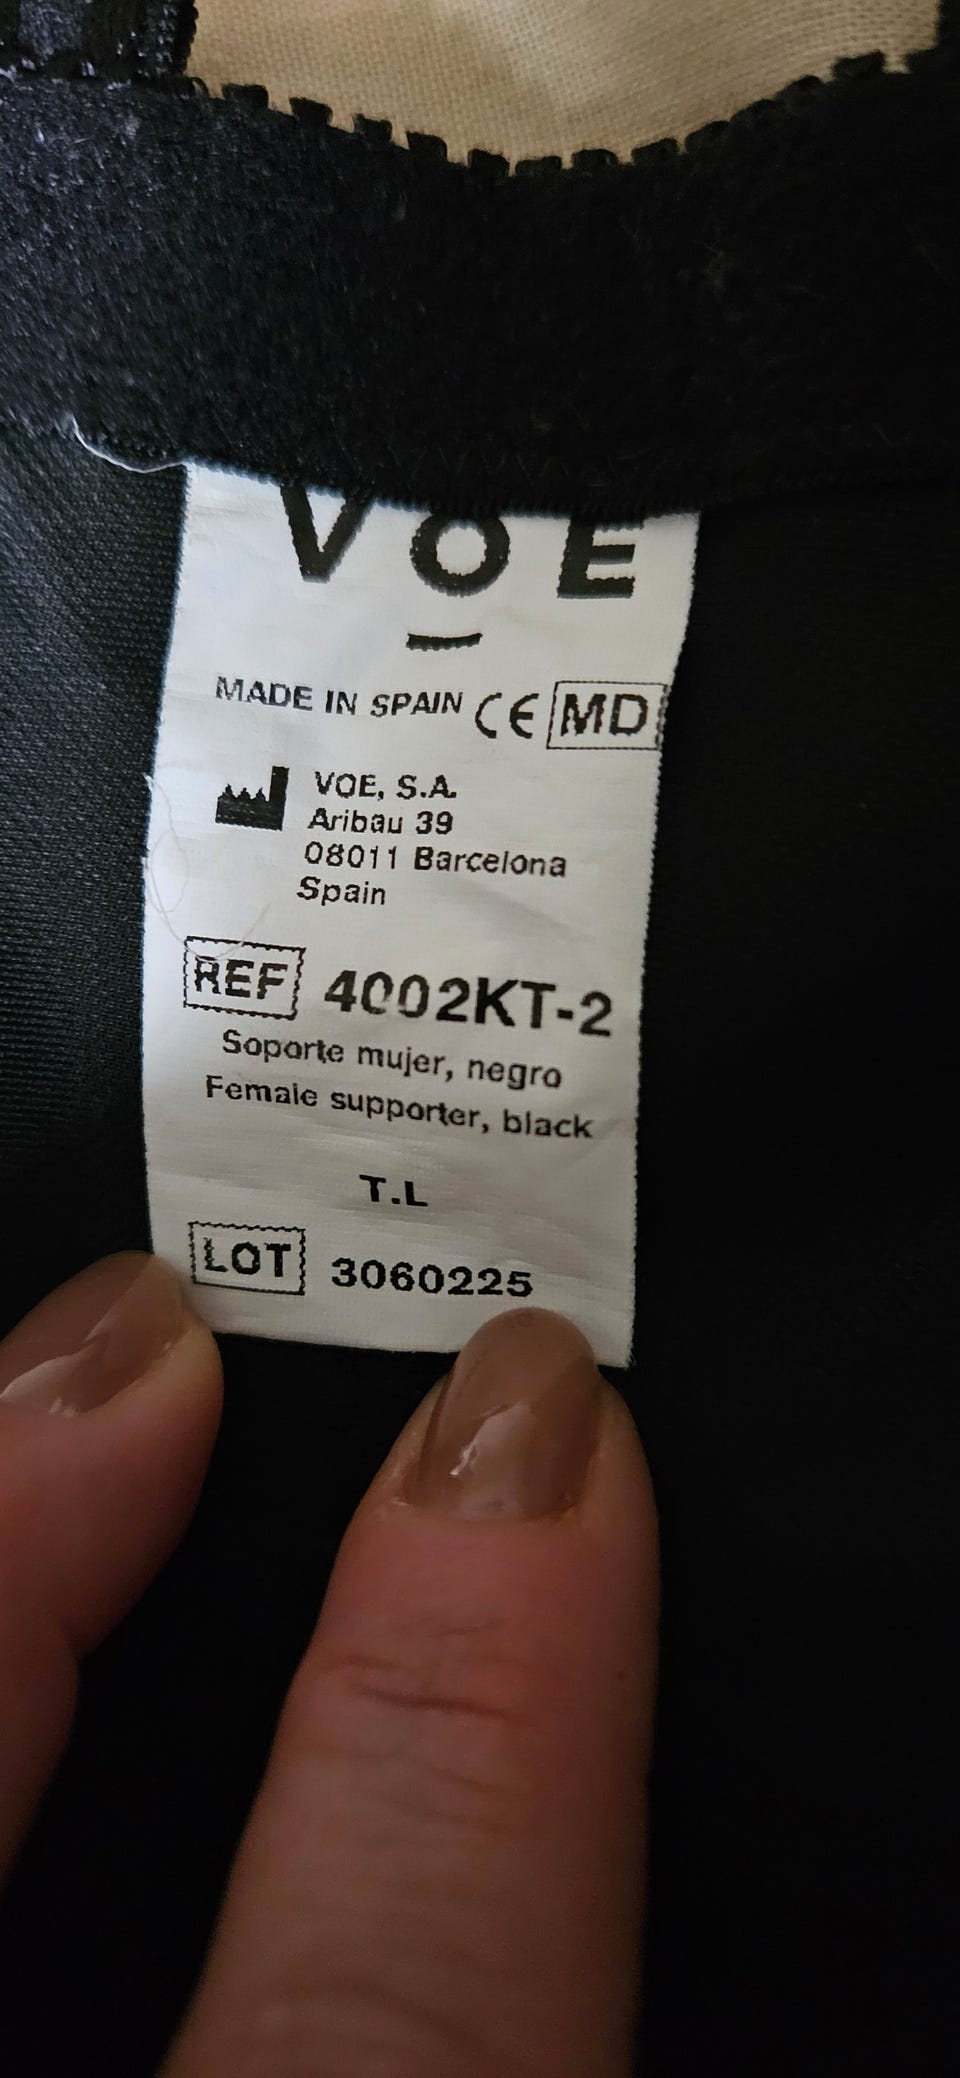 VOE
MADE IN SPAIN CE MD
VOE, S.A.
Aribau 39
08011 Barcelona
Spain
REF 4002KT-2
Soporte mujer, negro
Female supporter, black
T.L
LOT 3060225